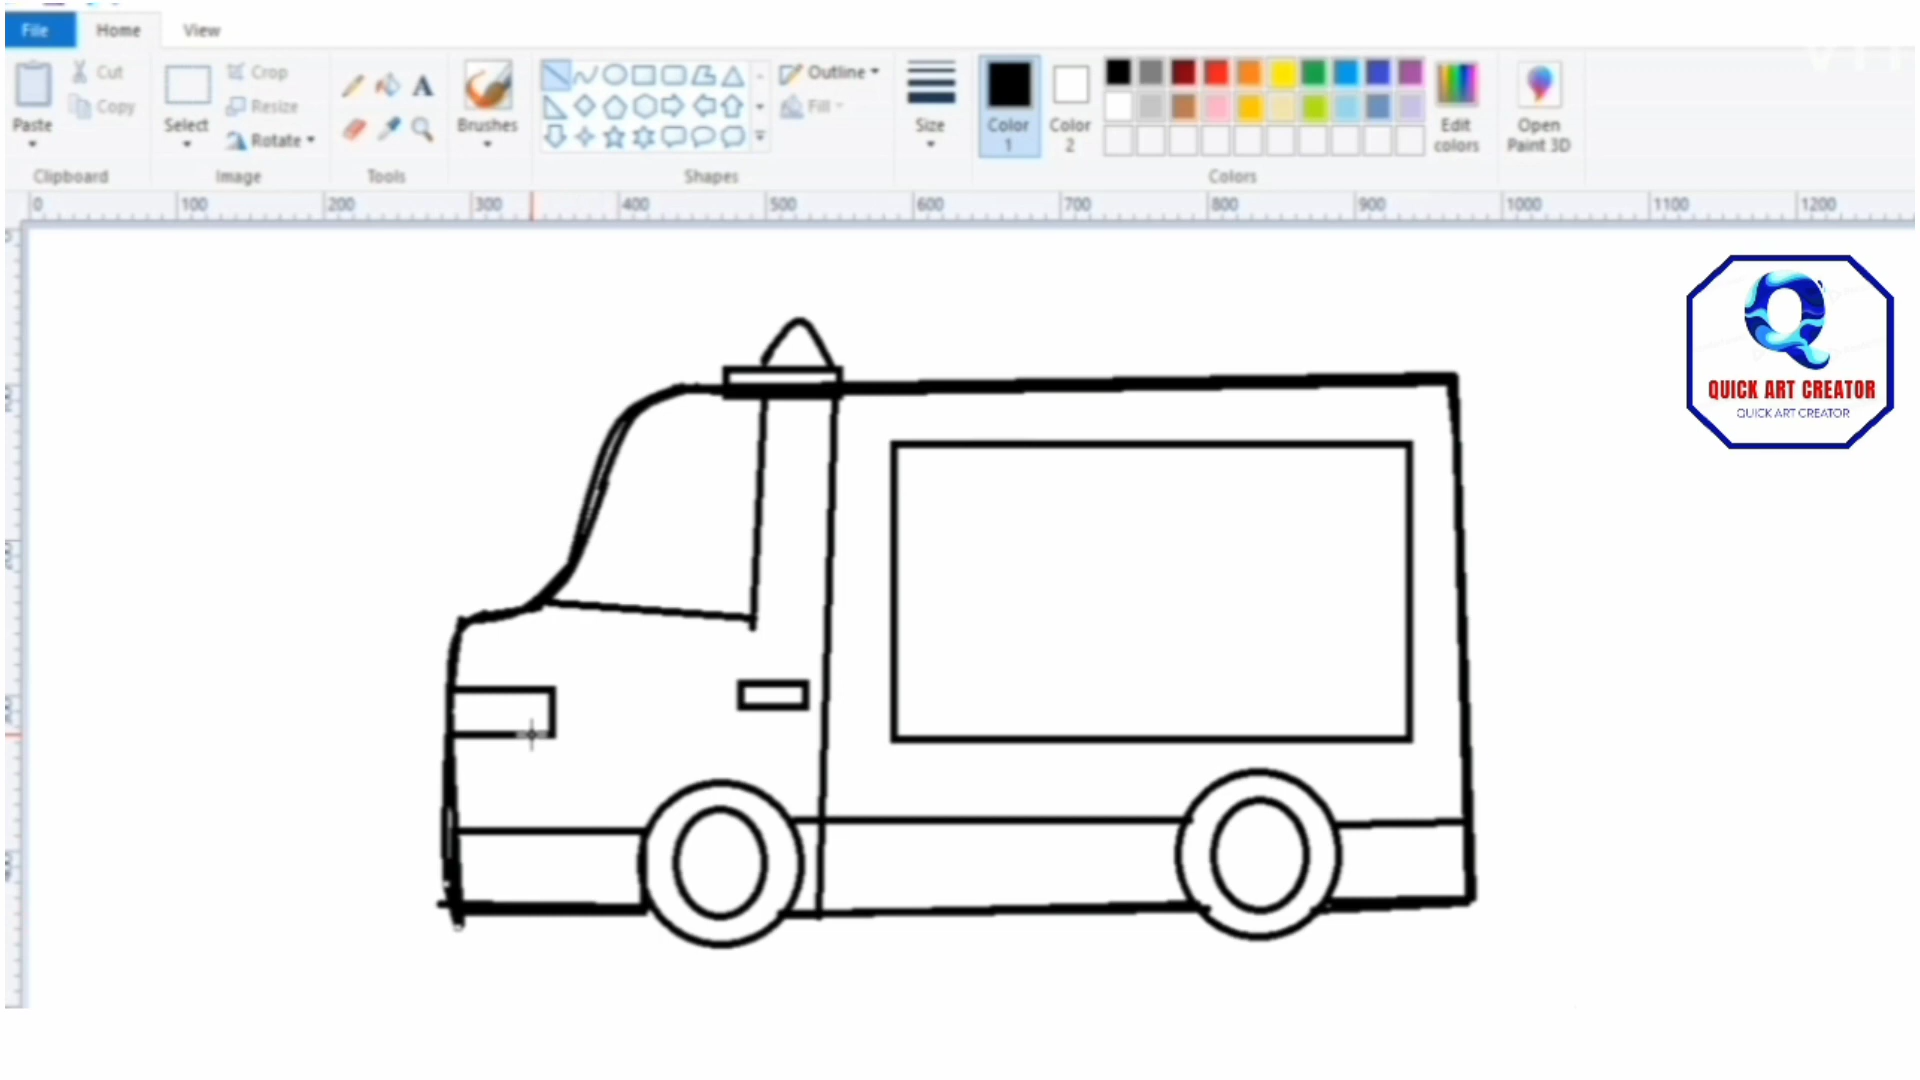 File Home View
Cut
Copy
Paste
Clipboard
Select
Crop
Resize
Rotate
Image
A
Tools
Brushes
Outline
Fill
Shapes
Size
Color
1
Color
2
Edit
colors
Colors
Open
Paint 3D
0 100 200 300 400 500 600 700 800 900 1000 1100 1200
Q
QUICK ART CREATOR
QUICK ART CREATOR